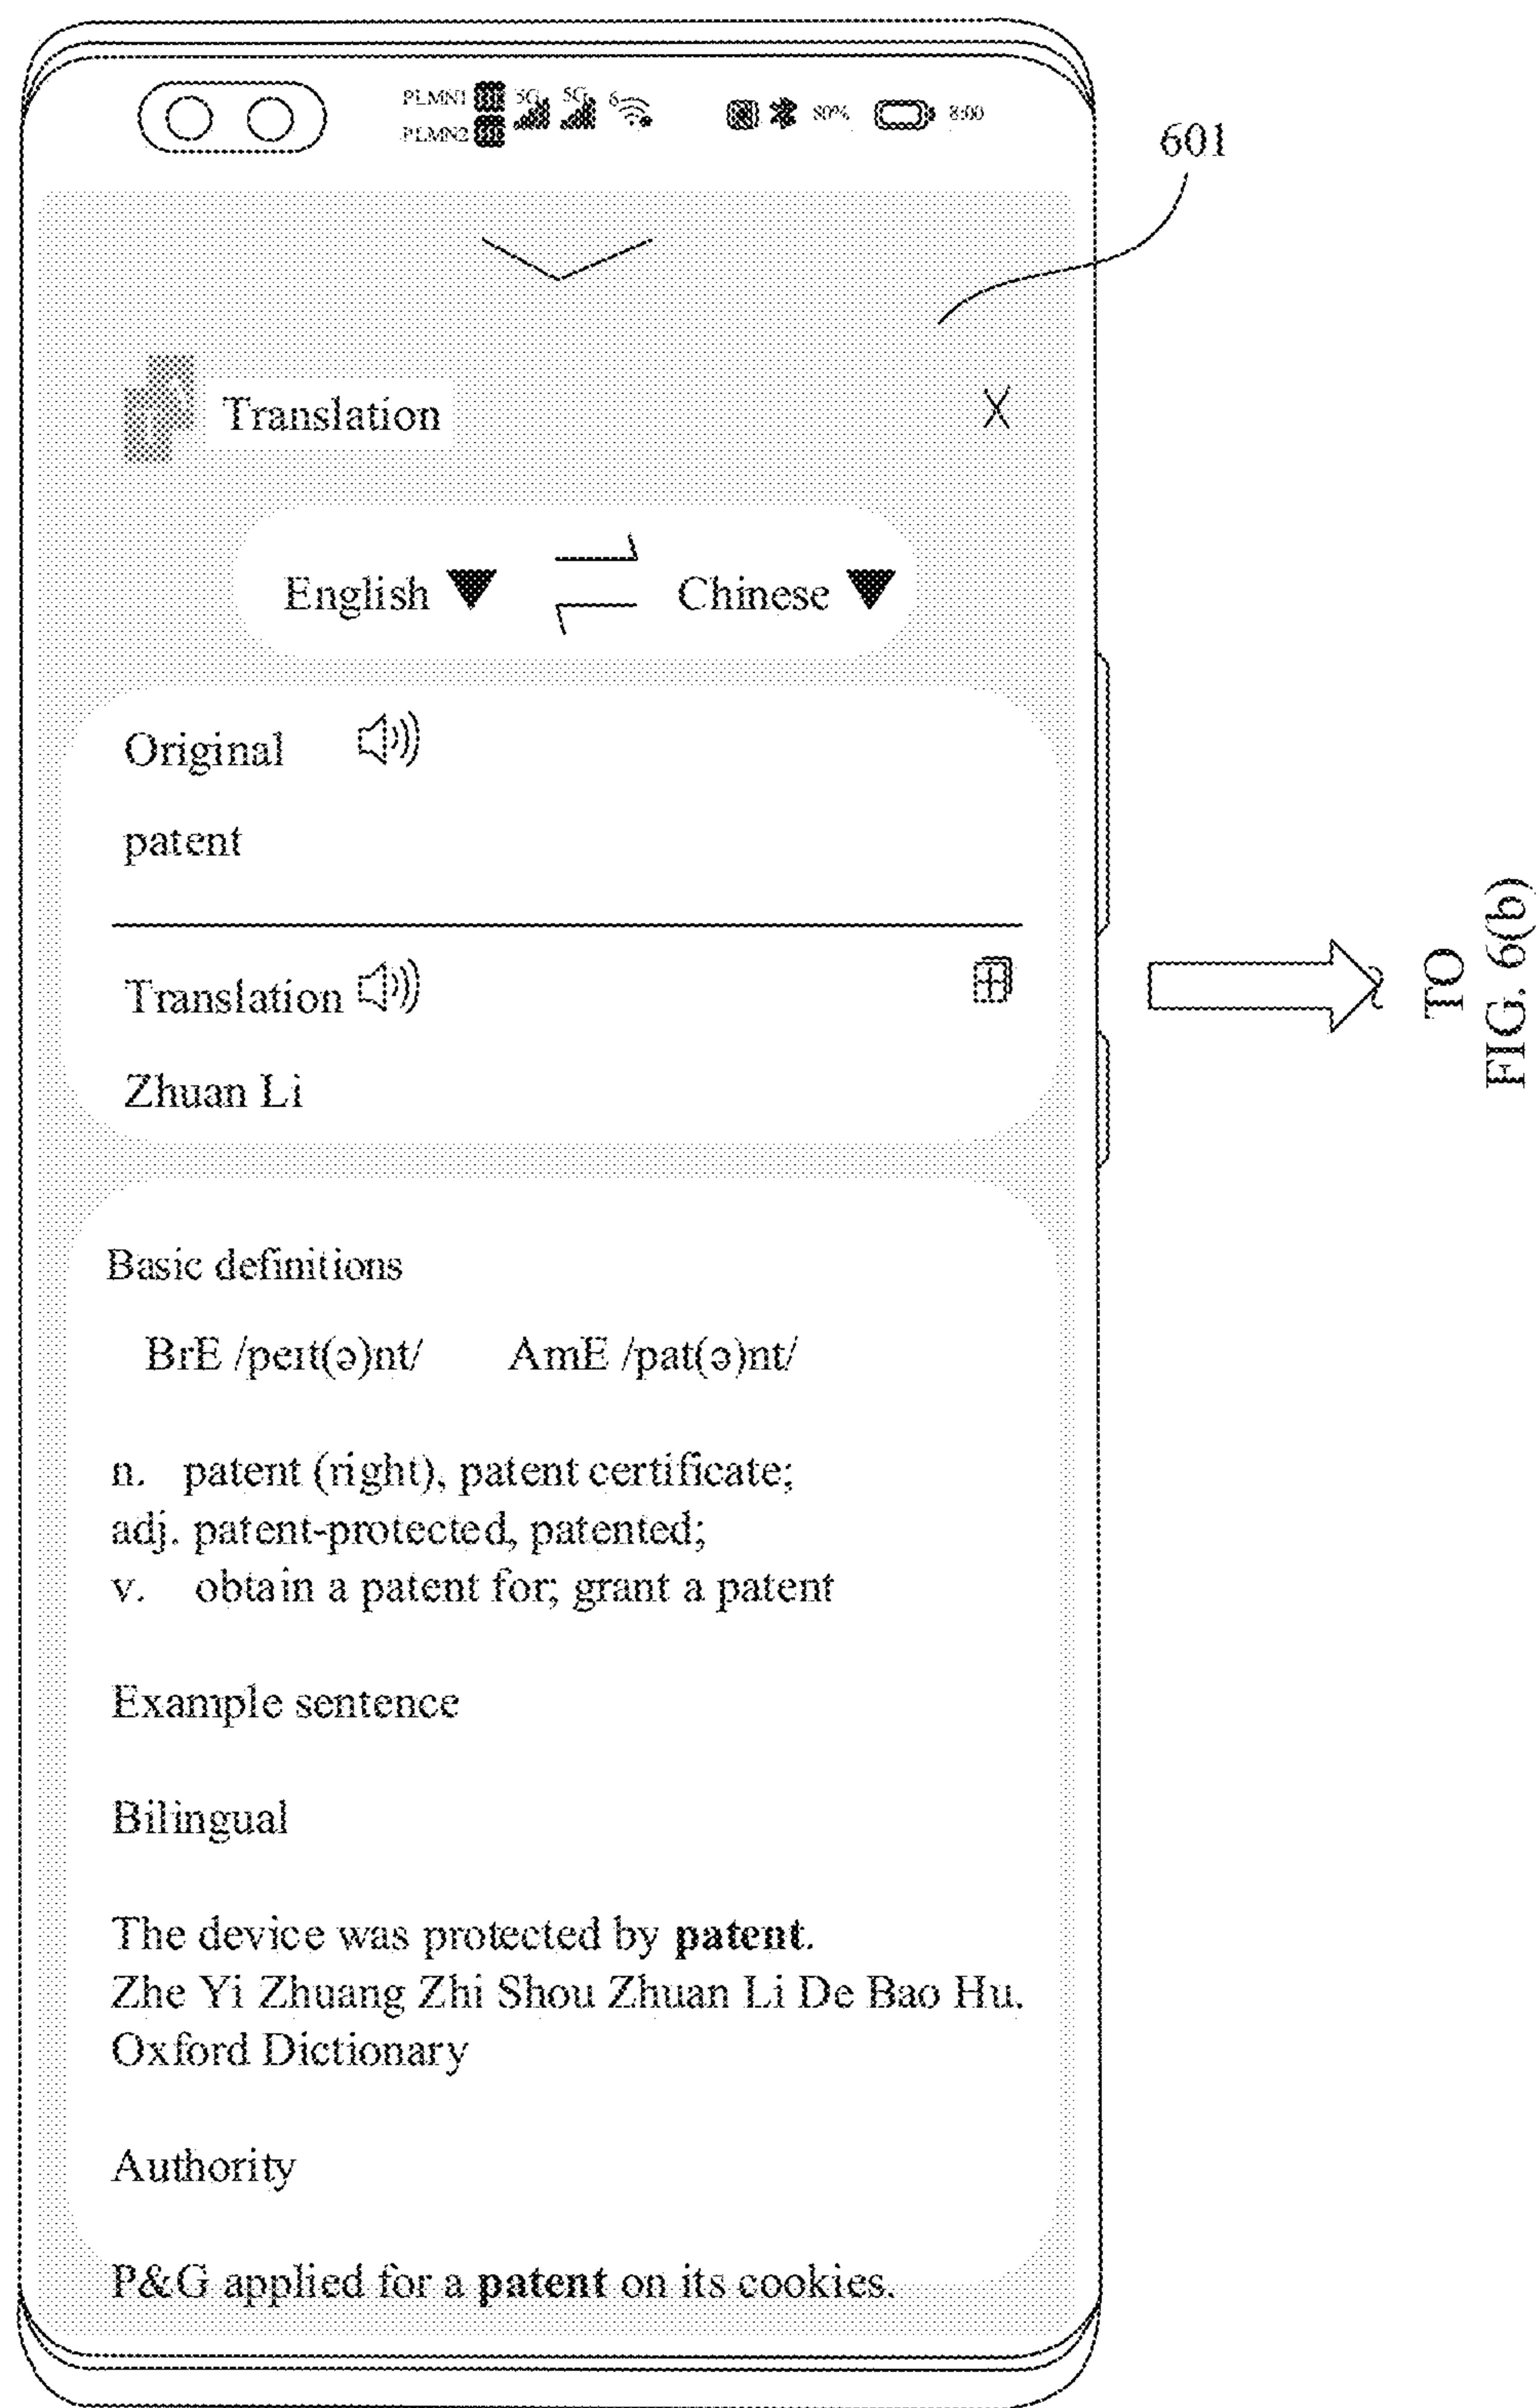 PLMN1 5G 5G 6 80% 8:00
PLMN2
601
Translation X
English Chinese
Original
patent
Translation
Zhuan Li
TO
FIG. 6(b)
Basic definitions
BrE /peɪt(ə)nt/ AmE /pat(ə)nt/
n. patent (right), patent certificate;
adj. patent-protected, patented;
v. obtain a patent for; grant a patent
Example sentence
Bilingual
The device was protected by patent.
Zhe Yi Zhuang Zhi Shou Zhuan Li De Bao Hu.
Oxford Dictionary
Authority
P&G applied for a patent on its cookies.